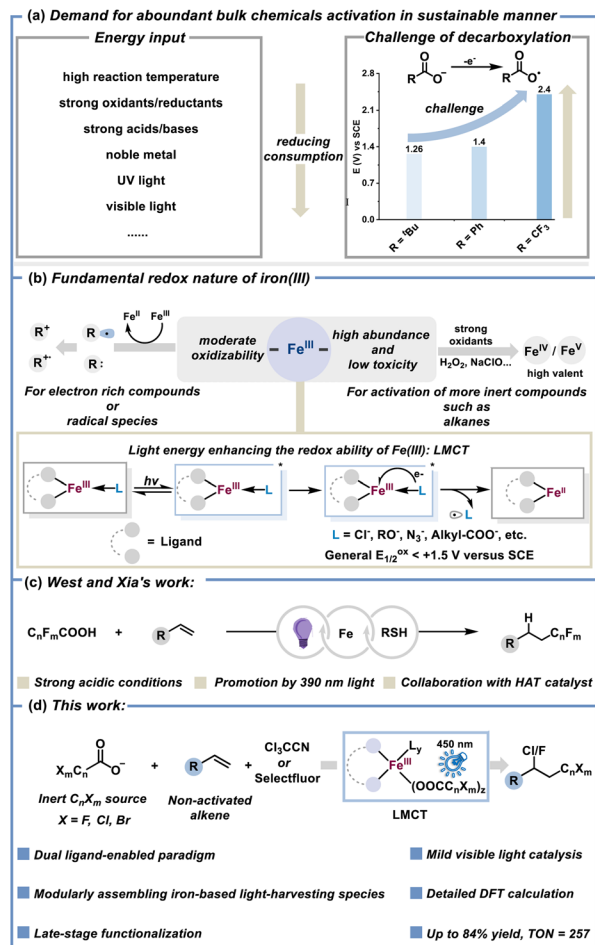 (a) Demand for aboundant bulk chemicals activation in sustainable manner
Energy input
high reaction temperature
strong oxidants/reductants
strong acids/bases
noble metal
UV light
visible light
......
reducing
consumption
Challenge of decarboxylation
R O O⁻ -e⁻ R O O•
challenge
E (V) vs SCE
2.8
2.1
1.4
0.7
0.0
1.26
1.4
2.4
R = ᵗBu
R = Ph
R = CF₃
(b) Fundamental redox nature of iron(III)
R⁺
R⁺•
R •
R:
Feᴵᴵ Feᴵᴵᴵ
moderate
oxidizability
Feᴵᴵᴵ
high abundance
and
low toxicity
strong
oxidants
H₂O₂, NaClO...
Feᴵⱽ / Feⱽ
high valent
For electron rich compounds
or
radical species
For activation of more inert compounds
such as
alkanes
Light energy enhancing the redox ability of Fe(III): LMCT
Feᴵᴵᴵ L
hv
Feᴵᴵᴵ L *
Feᴵᴵᴵ L e⁻ *
L
Feᴵᴵ
= Ligand
L = Cl⁻, RO⁻, N₃⁻, Alkyl-COO⁻, etc.
General E₁/₂ᵒˣ < +1.5 V versus SCE
(c) West and Xia's work:
CₙFₘCOOH + R
Fe
RSH
R H CₙFₘ
Strong acidic conditions
Promotion by 390 nm light
Collaboration with HAT catalyst
(d) This work:
XₘCₙ O O⁻
+
R
+
Cl₃CCN
or
Selectfluor
Feᴵᴵᴵ Lᵧ
450 nm
(OOCCₙXₘ)z
LMCT
R Cl/F CₙXₘ
Inert CₙXₘ source
X = F, Cl, Br
Non-activated
alkene
Dual ligand-enabled paradigm
Mild visible light catalysis
Modularly assembling iron-based light-harvesting species
Detailed DFT calculation
Late-stage functionalization
Up to 84% yield, TON = 257